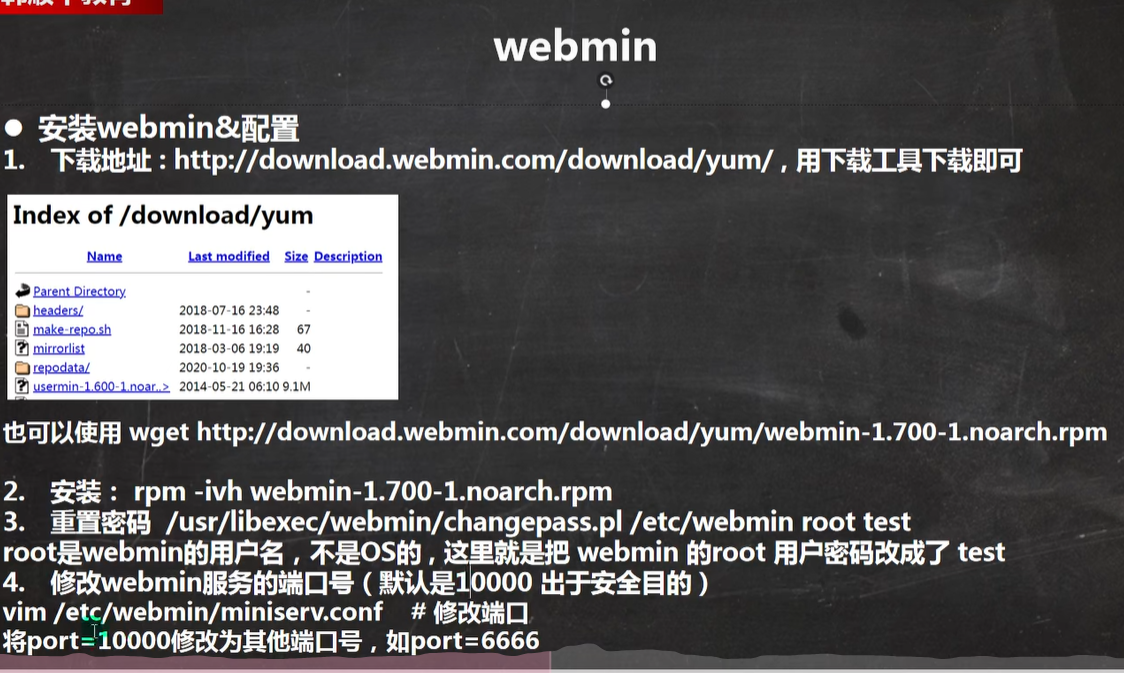 webmin
● 安装webmin&配置
1. 下载地址：http://download.webmin.com/download/yum/，用下载工具下载即可
Index of /download/yum
Name Last modified Size Description
Parent Directory -
headers/ 2018-07-16 23:48 -
make-repo.sh 2018-11-16 16:28 67
mirrorlist 2018-03-06 19:19 40
repodata/ 2020-10-19 19:36 -
usermin-1.600-1.noar..> 2014-05-21 06:10 9.1M
也可以使用 wget http://download.webmin.com/download/yum/webmin-1.700-1.noarch.rpm
2. 安装： rpm -ivh webmin-1.700-1.noarch.rpm
3. 重置密码 /usr/libexec/webmin/changepass.pl /etc/webmin root test
root是webmin的用户名，不是OS的，这里就是把 webmin 的root 用户密码改成了 test
4. 修改webmin服务的端口号（默认是10000 出于安全目的）
vim /etc/webmin/miniserv.conf # 修改端口
将port=10000修改为其他端口号，如port=6666